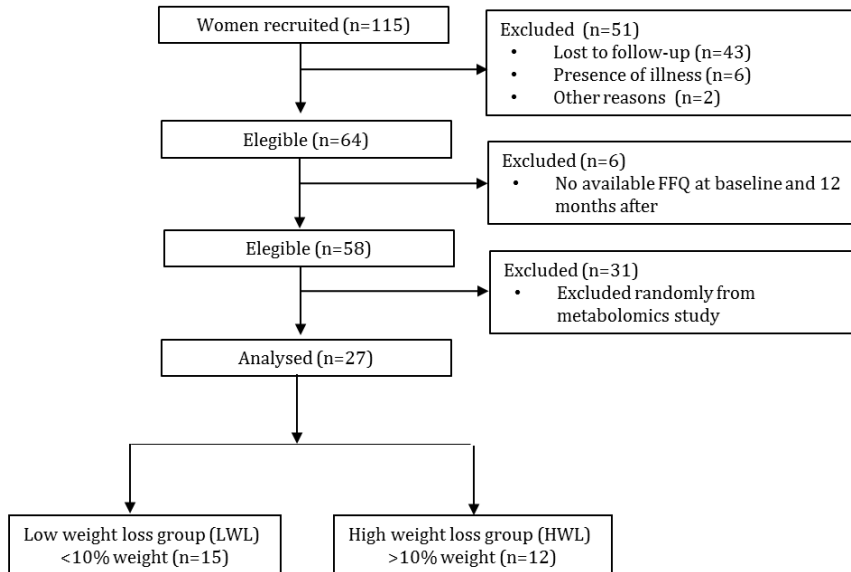 Women recruited (n=115)
Excluded (n=51)
• Lost to follow-up (n=43)
• Presence of illness (n=6)
• Other reasons (n=2)
Elegible (n=64)
Excluded (n=6)
• No available FFQ at baseline and 12
months after
Elegible (n=58)
Excluded (n=31)
• Excluded randomly from
metabolomics study
Analysed (n=27)
Low weight loss group (LWL)
<10% weight (n=15)
High weight loss group (HWL)
>10% weight (n=12)